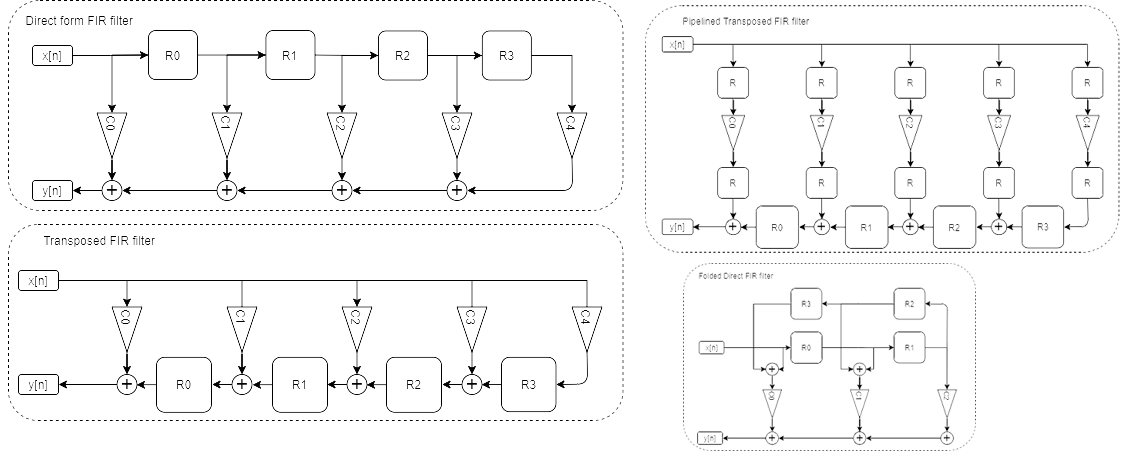 Direct form FIR filter
x[n]
R0
R1
R2
R3
C0
C1
C2
C3
C4
+
+
+
+
y[n]
Transposed FIR filter
x[n]
C0
C1
C2
C3
C4
y[n]
+
R0
+
R1
+
R2
+
R3
Pipelined Transposed FIR filter
x[n]
R
R
R
R
R
C0
C1
C2
C3
C4
R
R
R
R
R
y[n]
+
R0
+
R1
+
R2
+
R3
Folded Direct FIR filter
R3
R2
x[n]
R0
R1
+
+
C0
C1
C2
y[n]
+
+
+